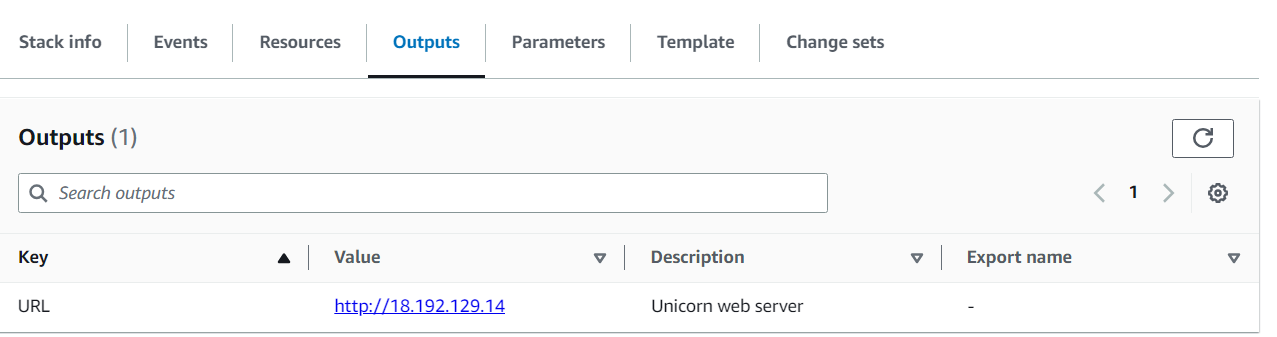 Stack info Events Resources Outputs Parameters Template Change sets
Outputs (1)
Search outputs
1
Key Value Description Export name
URL http://18.192.129.14 Unicorn web server -